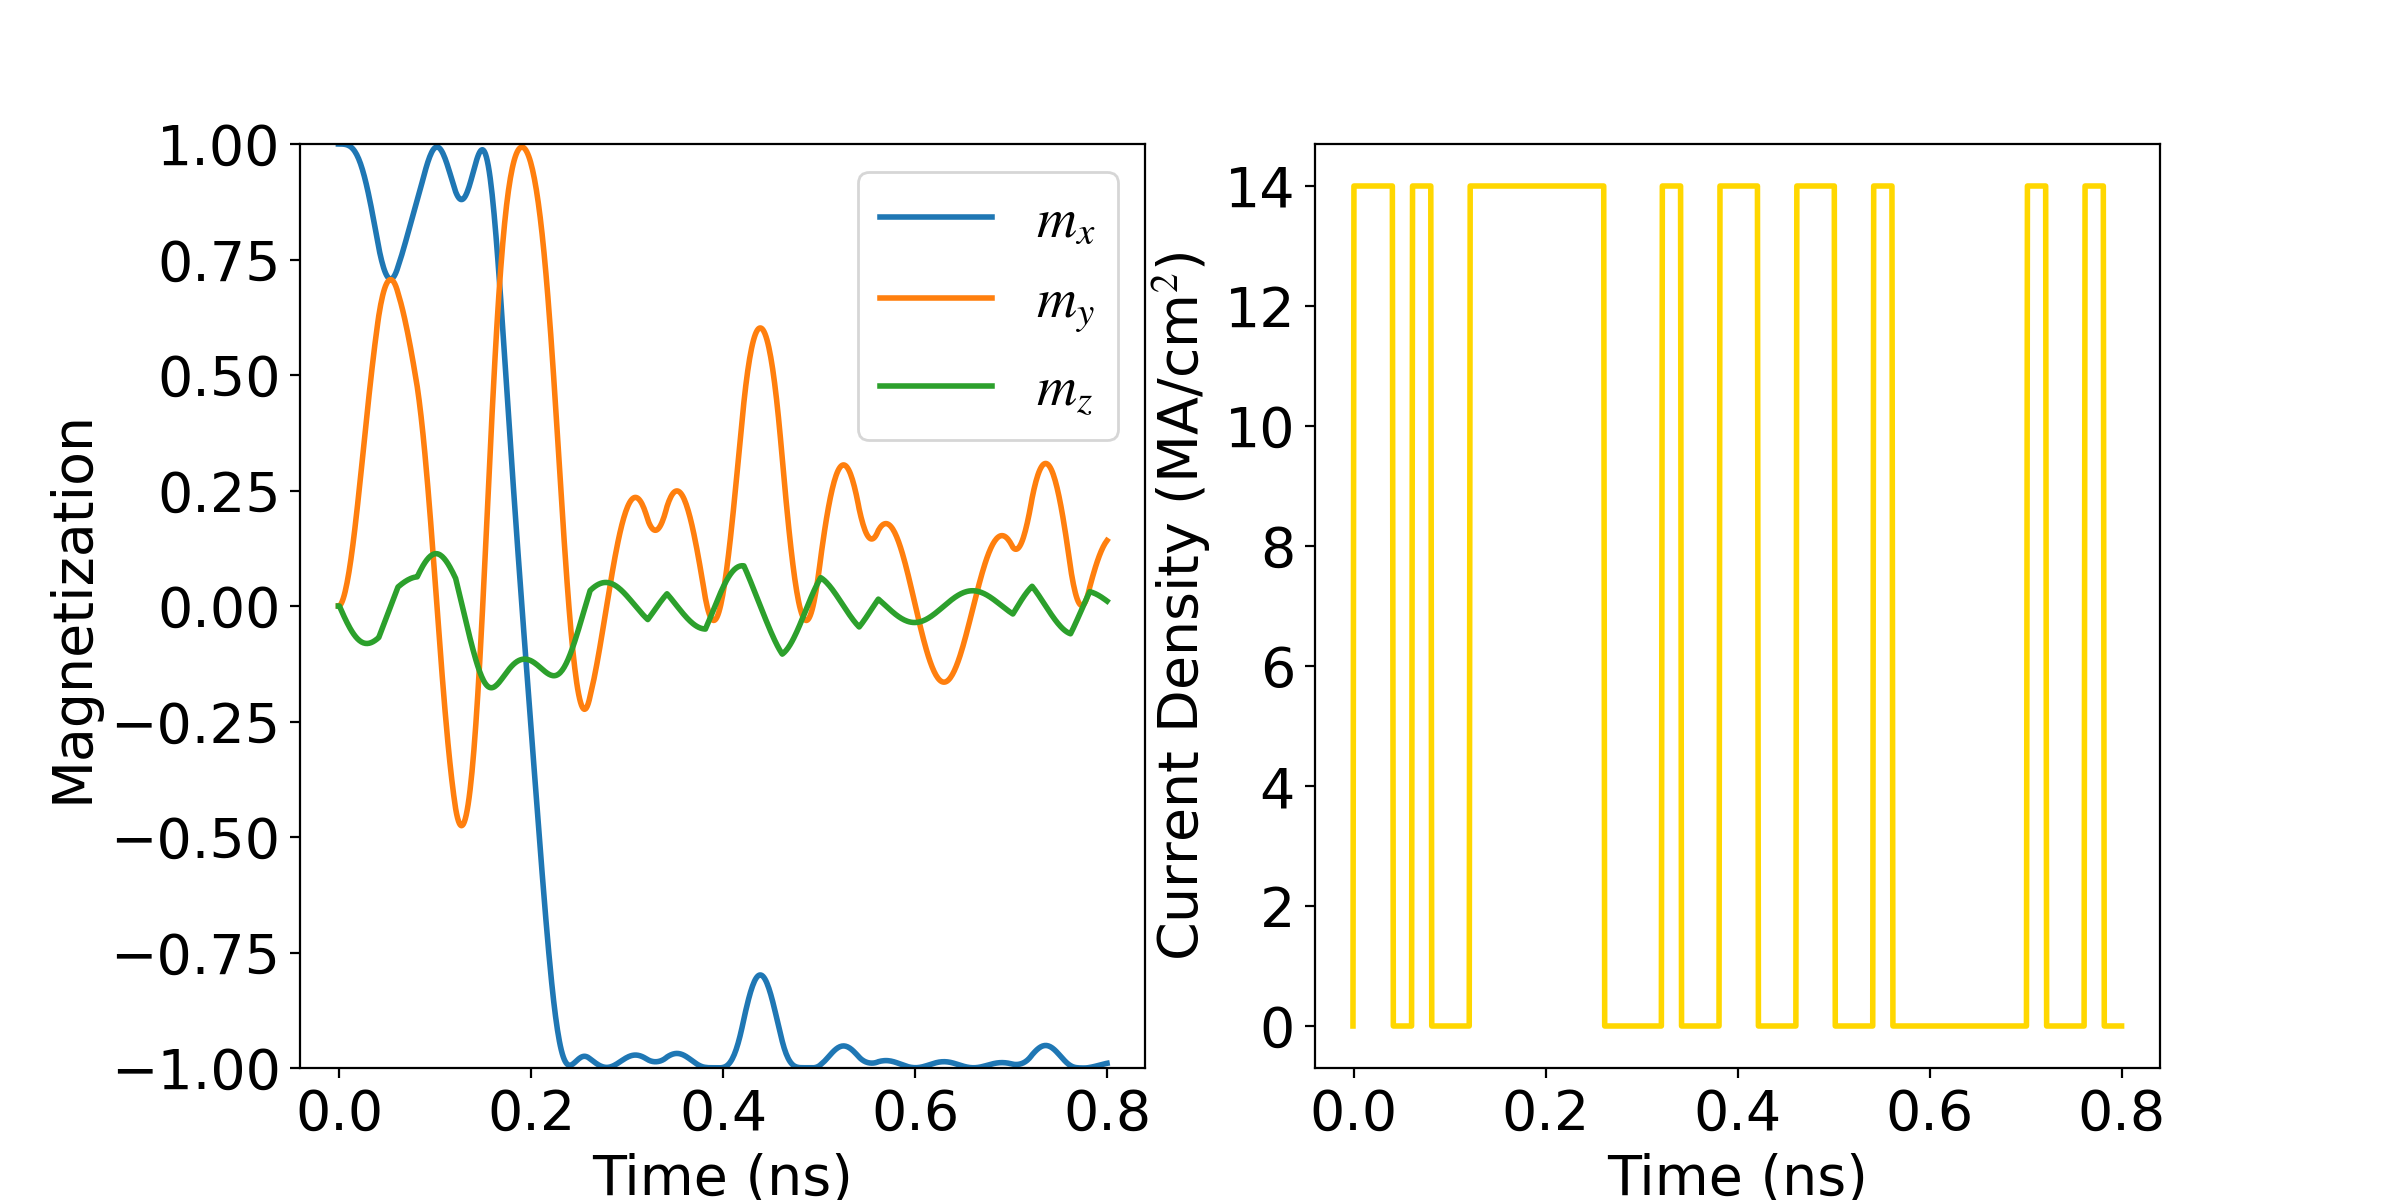 1.00
0.75
0.50
0.25
0.00
−0.25
−0.50
−0.75
−1.00
0.0 0.2 0.4 0.6 0.8
Time (ns)
Magnetization
m_x
m_y
m_z
14
12
10
8
6
4
2
0
0.0 0.2 0.4 0.6 0.8
Time (ns)
Current Density (MA/cm²)